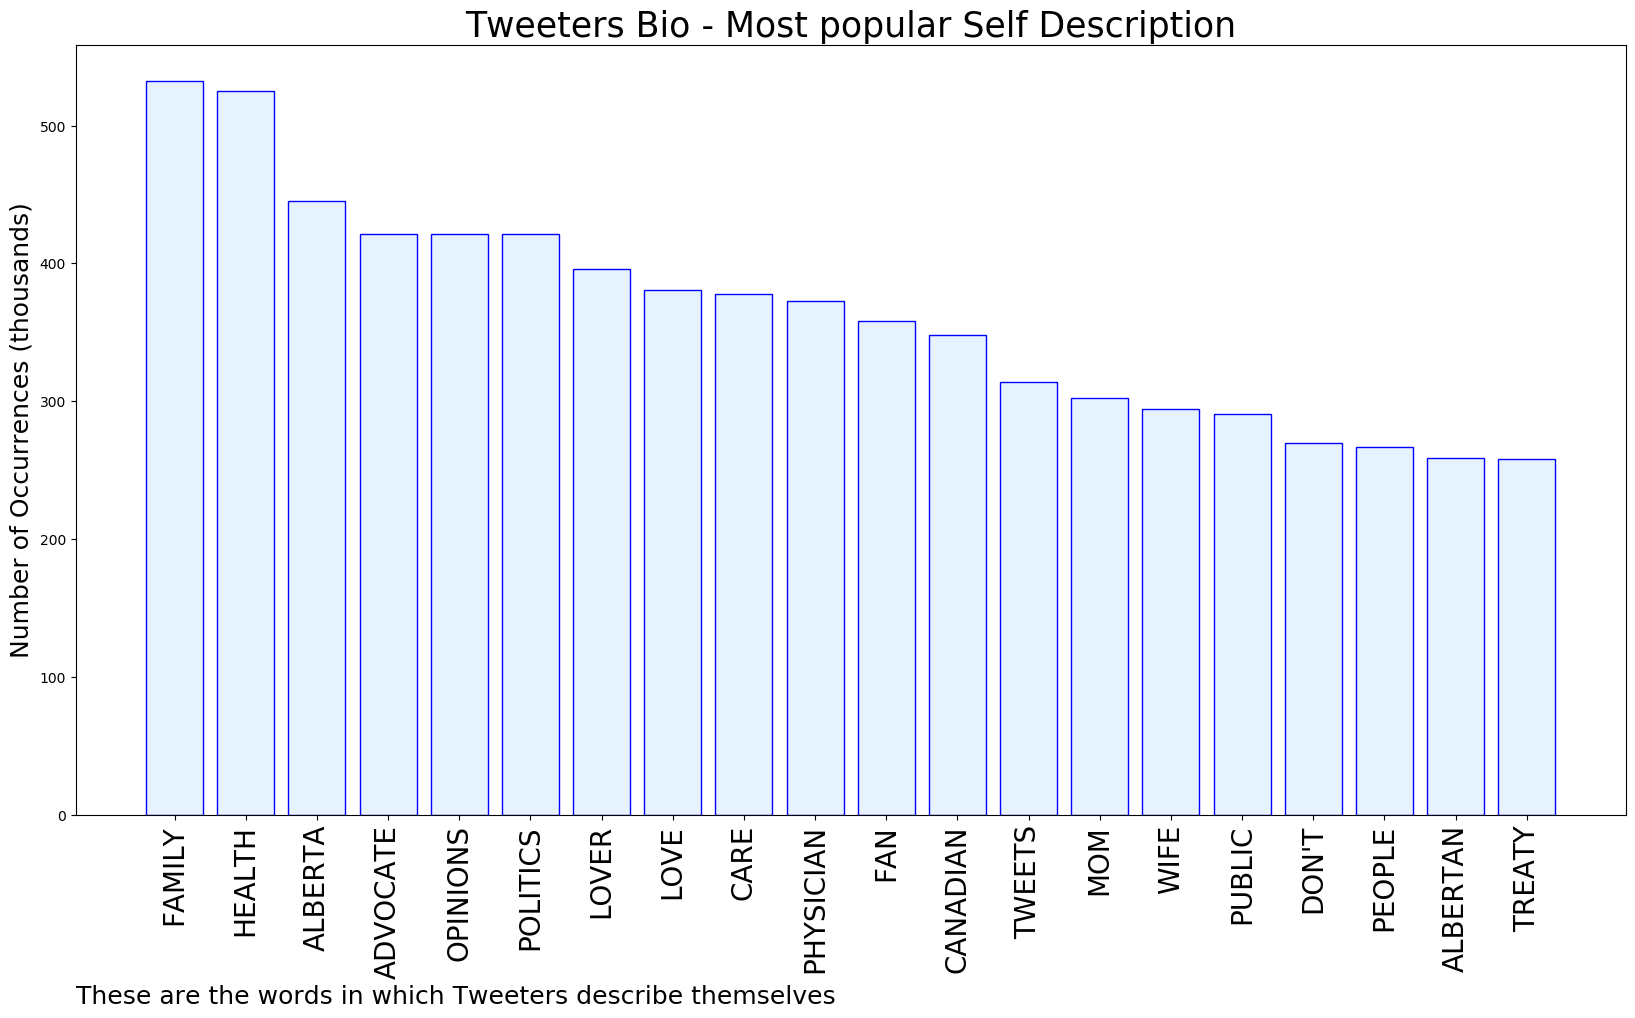 Tweeters Bio - Most popular Self Description
Number of Occurrences (thousands)
500
400
300
200
100
0
FAMILY
HEALTH
ALBERTA
ADVOCATE
OPINIONS
POLITICS
LOVER
LOVE
CARE
PHYSICIAN
FAN
CANADIAN
TWEETS
MOM
WIFE
PUBLIC
DON'T
PEOPLE
ALBERTAN
TREATY
These are the words in which Tweeters describe themselves